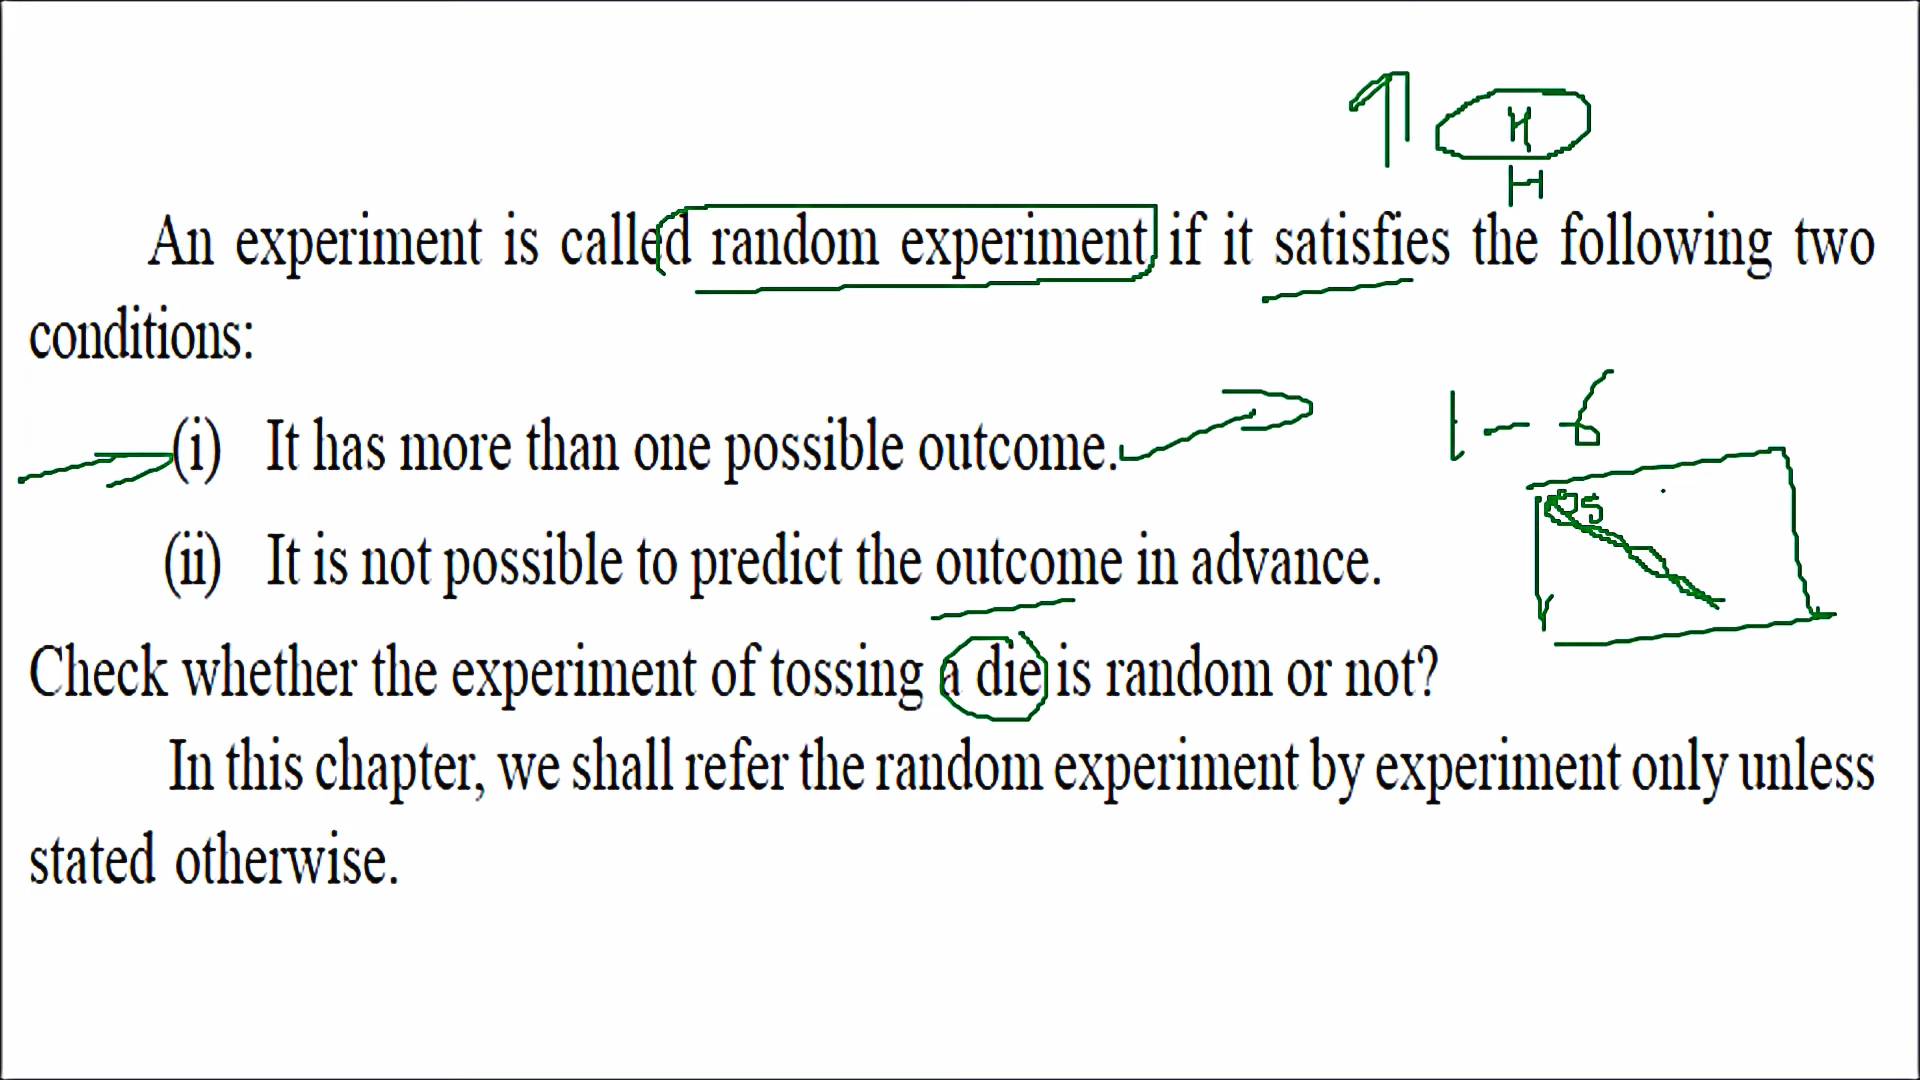 H
H
An experiment is called random experiment if it satisfies the following two
conditions:
(i) It has more than one possible outcome.
1 - 6
(ii) It is not possible to predict the outcome in advance.
Check whether the experiment of tossing a die is random or not?
In this chapter, we shall refer the random experiment by experiment only unless
stated otherwise.